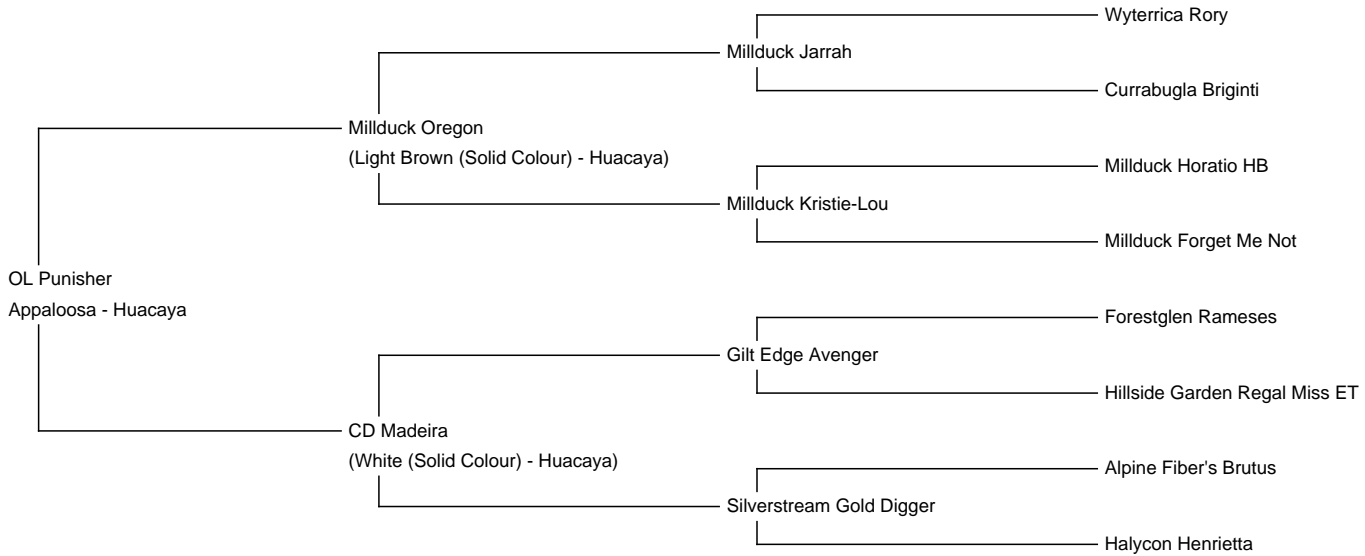 Wyterrica Rory
Millduck Jarrah
Currabugla Briginti
Millduck Oregon
(Light Brown (Solid Colour) - Huacaya)
Millduck Horatio HB
Millduck Kristie-Lou
Millduck Forget Me Not
OL Punisher
Appaloosa - Huacaya
Forestglen Rameses
Gilt Edge Avenger
Hillside Garden Regal Miss ET
CD Madeira
(White (Solid Colour) - Huacaya)
Alpine Fiber's Brutus
Silverstream Gold Digger
Halycon Henrietta